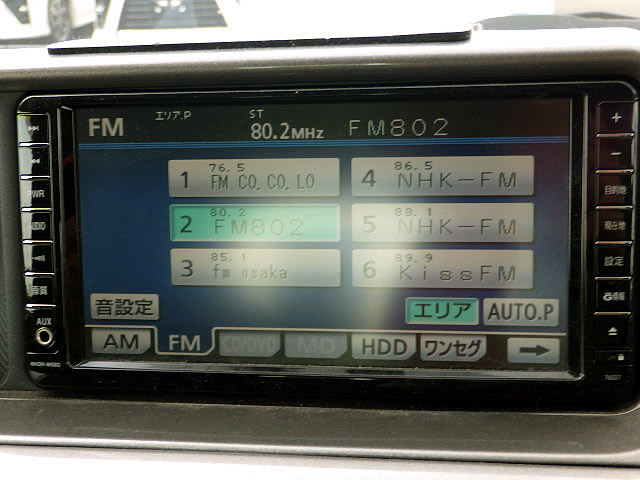 FM エリア.P ST 80.2MHz FM802
1 76.5 FM CO.CO.LO
4 86.5 NHK-FM
2 80.2 FM802
5 88.1 NHK-FM
3 85.1 fm osaka
6 89.9 KissFM
音設定 エリア AUTO.P
AM FM CD/DVD MD HDD ワンセグ
AUX
+
-
目的地
現在地
設定
情報